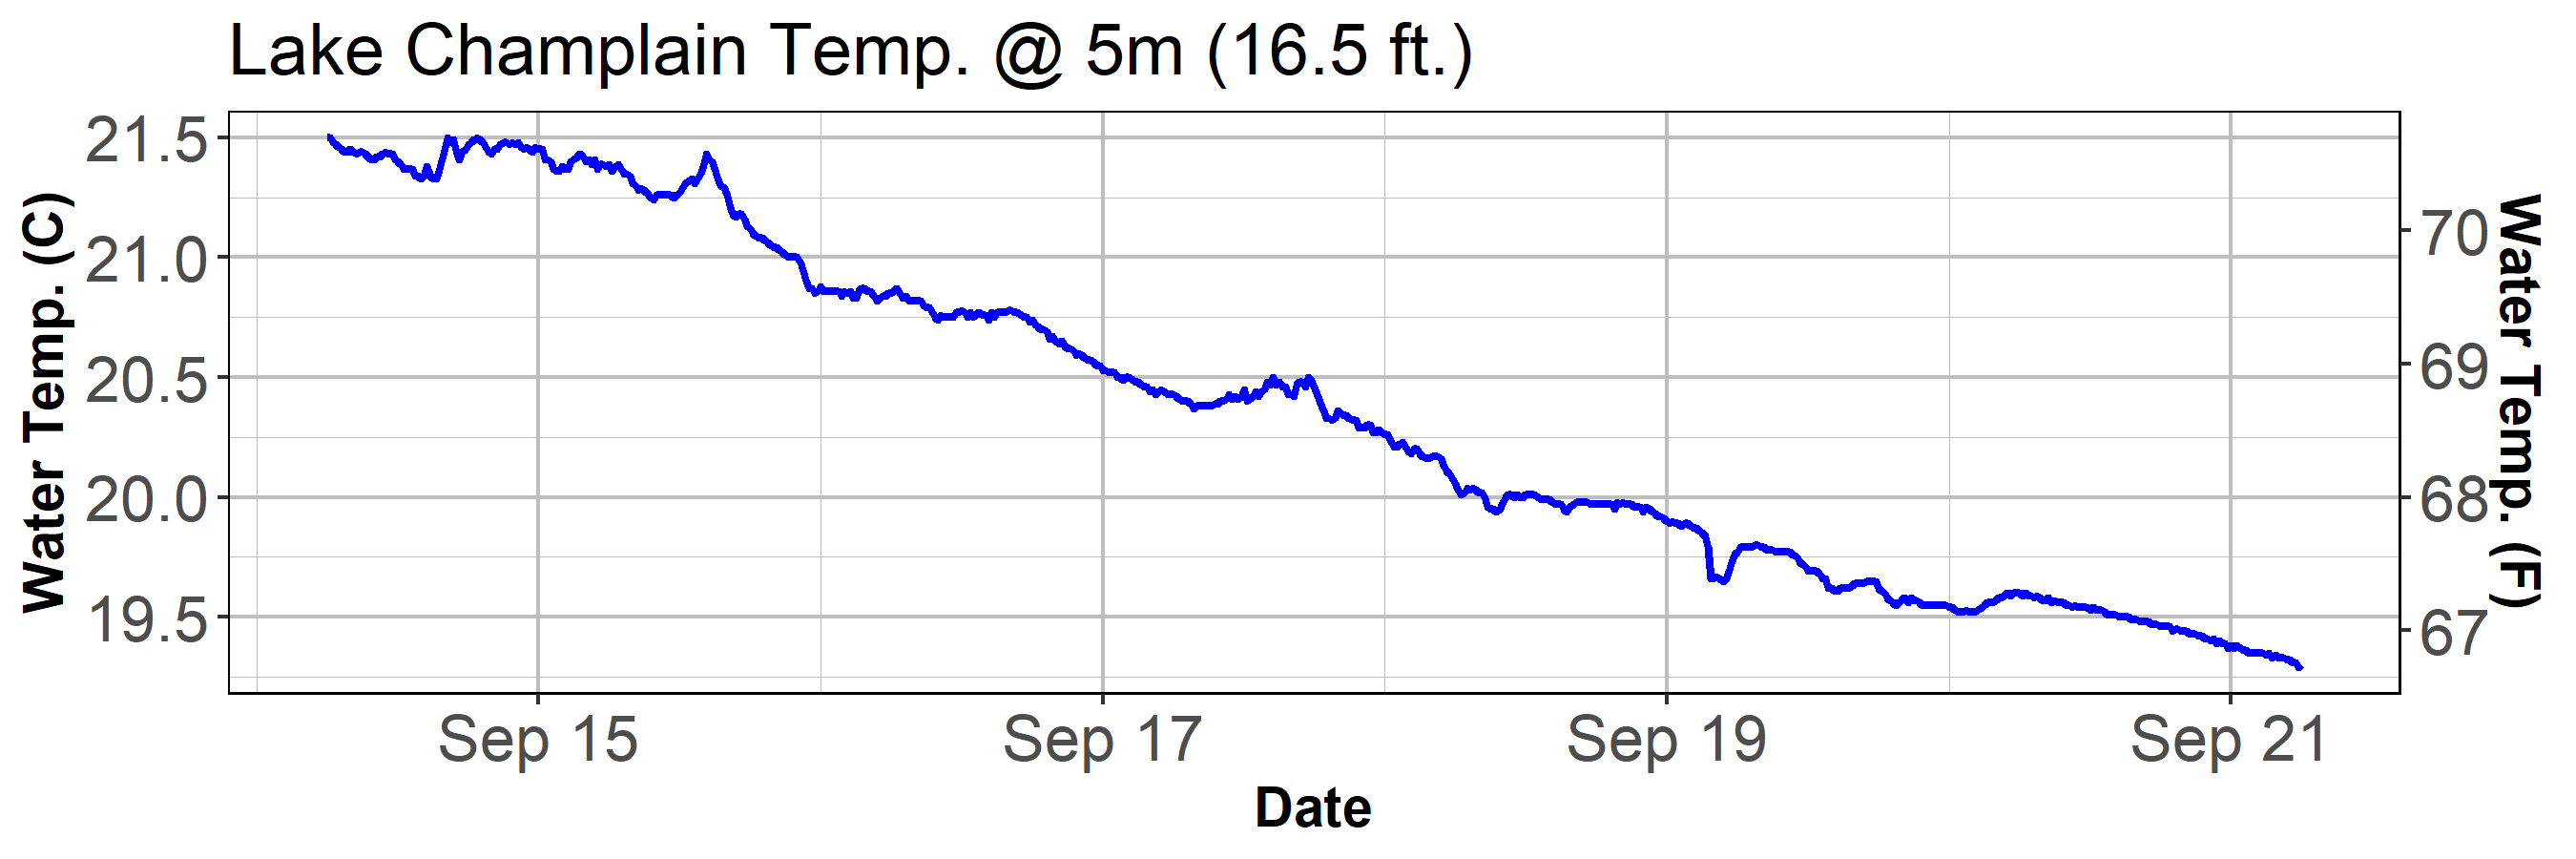 Lake Champlain Temp. @ 5m (16.5 ft.)
Water Temp. (C)
21.5
21.0
20.5
20.0
19.5
70
69
68
67
Water Temp. (F)
Sep 15
Sep 17
Sep 19
Sep 21
Date